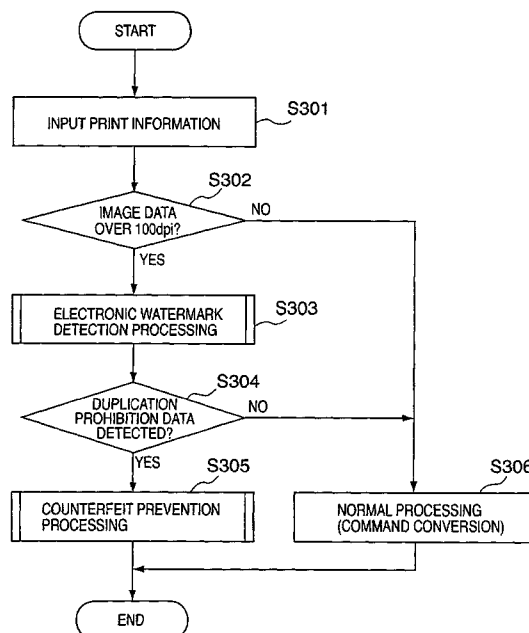 START
INPUT PRINT INFORMATION
S301
S302
IMAGE DATA
OVER 100dpi?
NO
YES
ELECTRONIC WATERMARK
DETECTION PROCESSING
S303
S304
DUPLICATION
PROHIBITION DATA
DETECTED?
NO
YES
S305
COUNTERFEIT PREVENTION
PROCESSING
S306
NORMAL PROCESSING
(COMMAND CONVERSION)
END